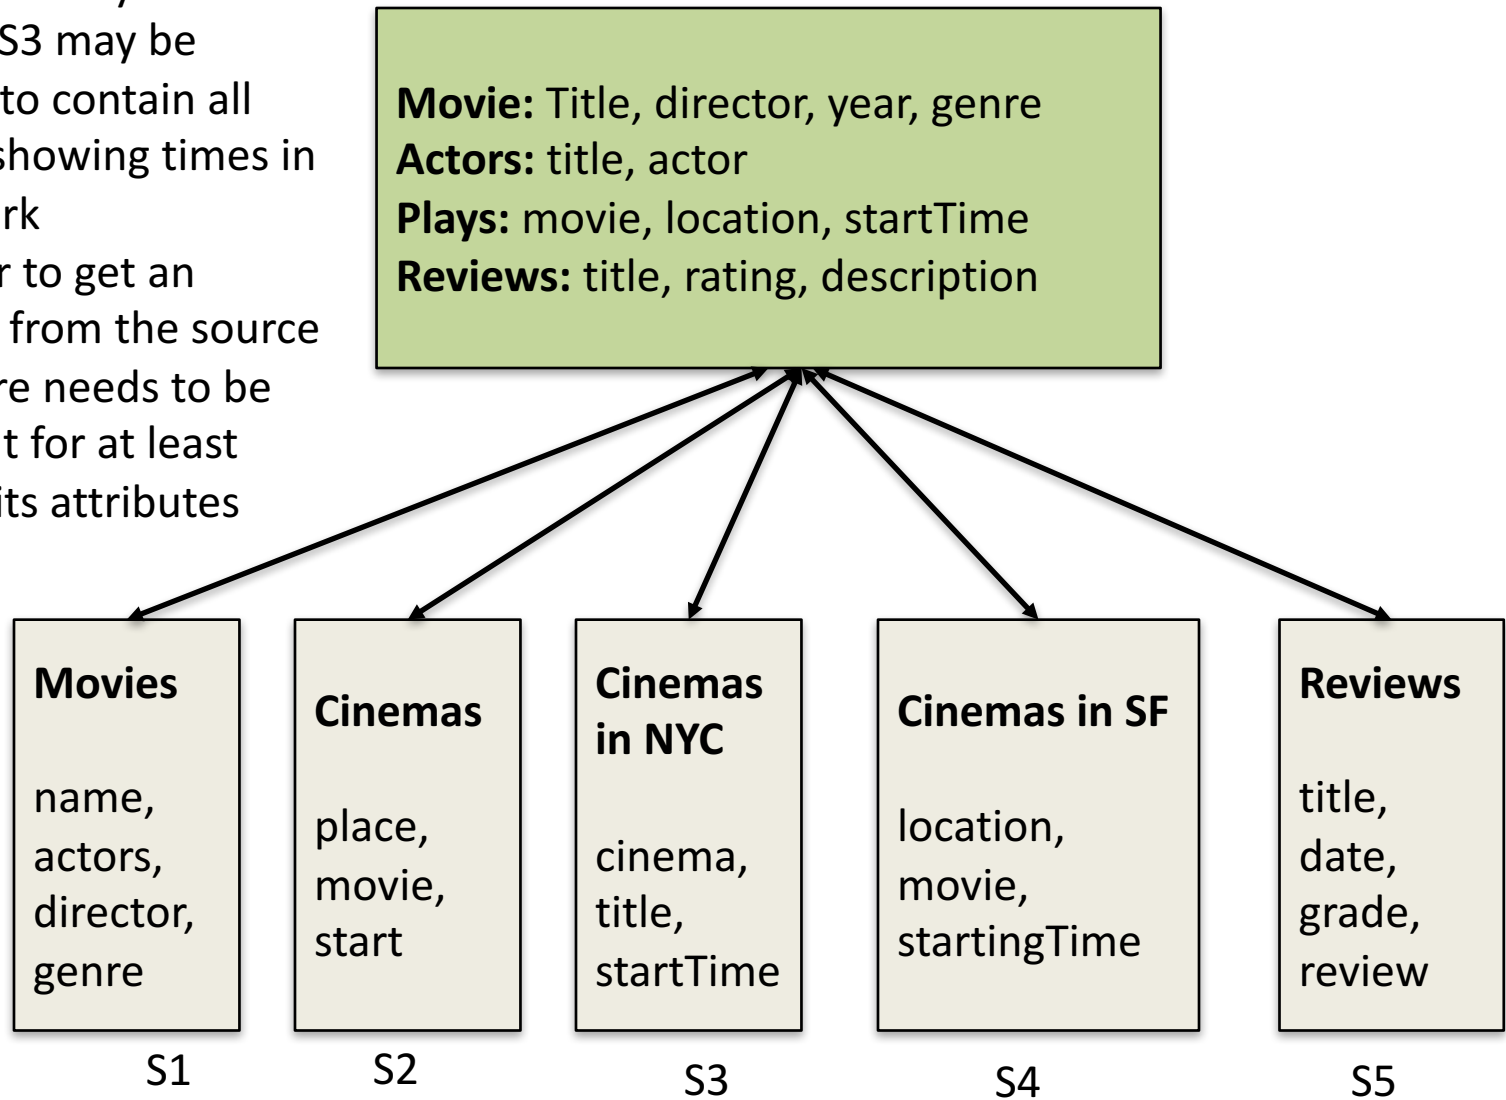 S3 may be
to contain all
showing times in
rk
r to get an
from the source
re needs to be
t for at least
its attributes
Movie: Title, director, year, genre
Actors: title, actor
Plays: movie, location, startTime
Reviews: title, rating, description
Movies
name,
actors,
director,
genre
S1
Cinemas
place,
movie,
start
S2
Cinemas
in NYC
cinema,
title,
startTime
S3
Cinemas in SF
location,
movie,
startingTime
S4
Reviews
title,
date,
grade,
review
S5